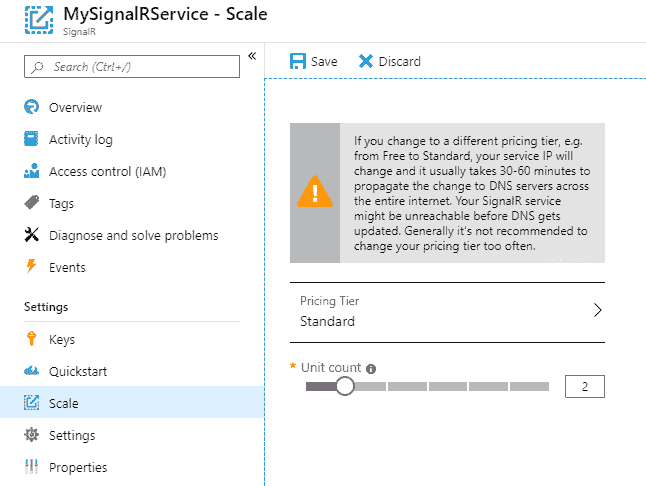 MySignalRService - Scale
SignalR
Search (Ctrl+/)
«
Overview
Activity log
Access control (IAM)
Tags
Diagnose and solve problems
Events
Settings
Keys
Quickstart
Scale
Settings
Properties
Save
Discard
If you change to a different pricing tier, e.g.
from Free to Standard, your service IP will
change and it usually takes 30-60 minutes to
propagate the change to DNS servers across
the entire internet. Your SignalR service
might be unreachable before DNS gets
updated. Generally it's not recommended to
change your pricing tier too often.
Pricing Tier
Standard
* Unit count
2